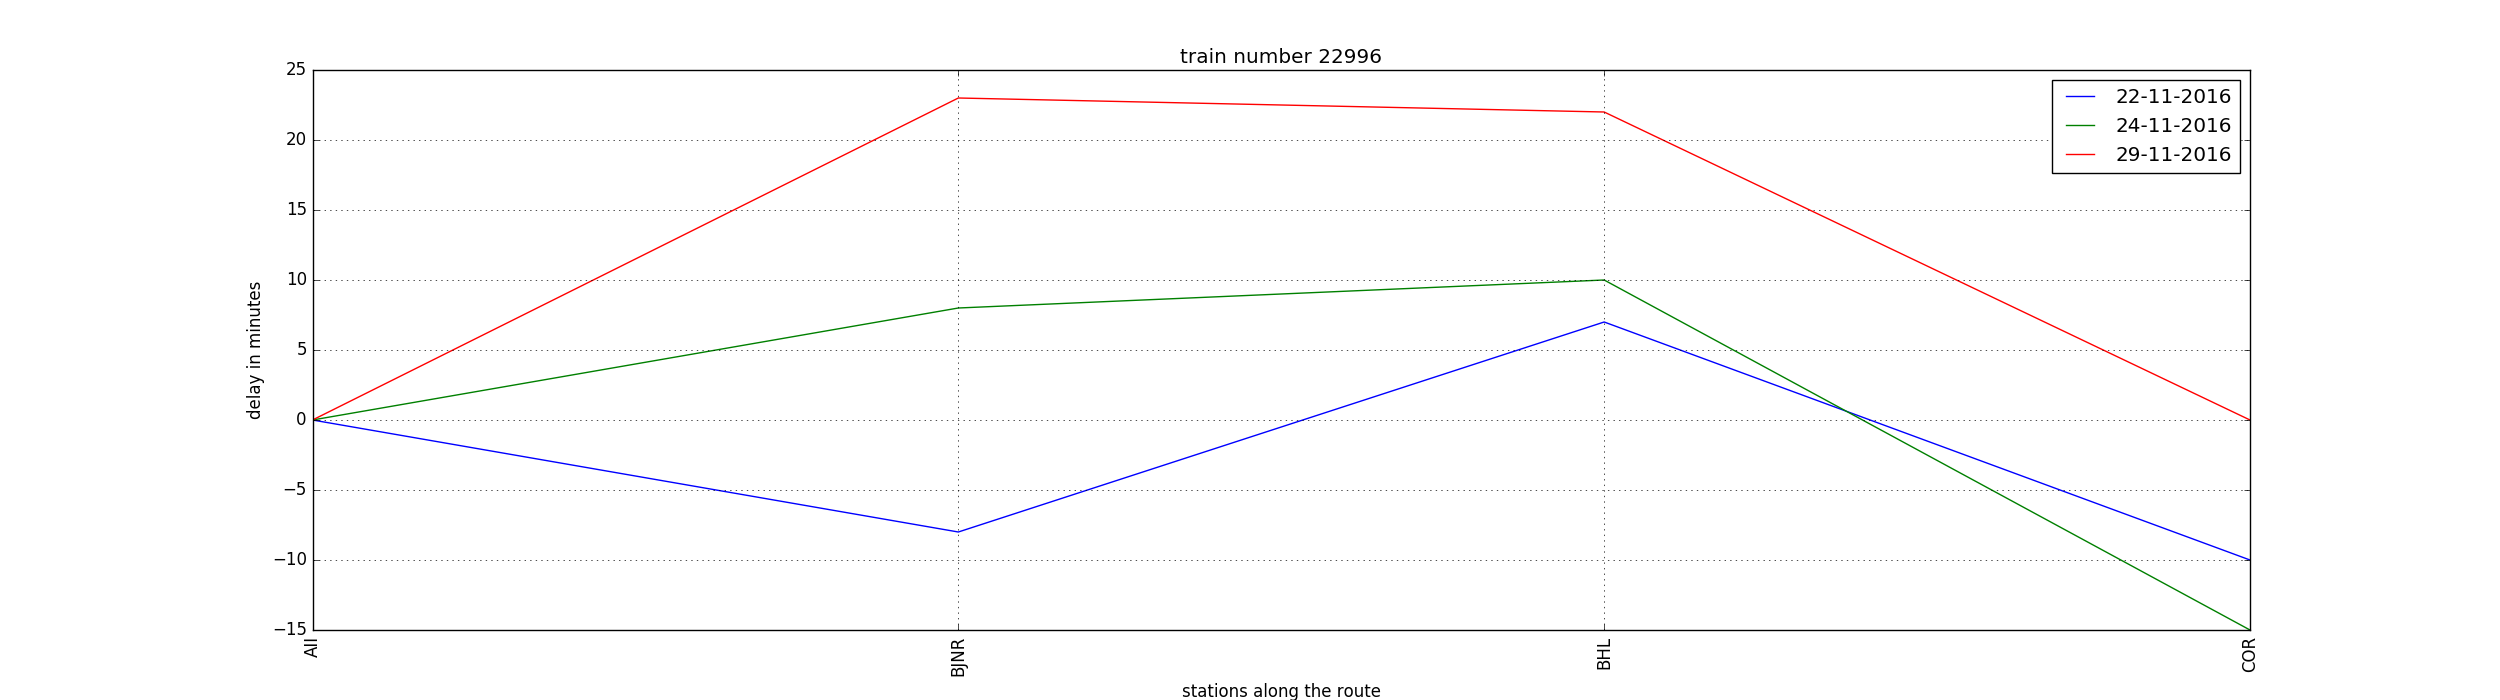 train number 22996
25
20
15
10
5
0
−5
−10
−15
delay in minutes
22-11-2016
24-11-2016
29-11-2016
AII
BJNR
BHL
COR
stations along the route